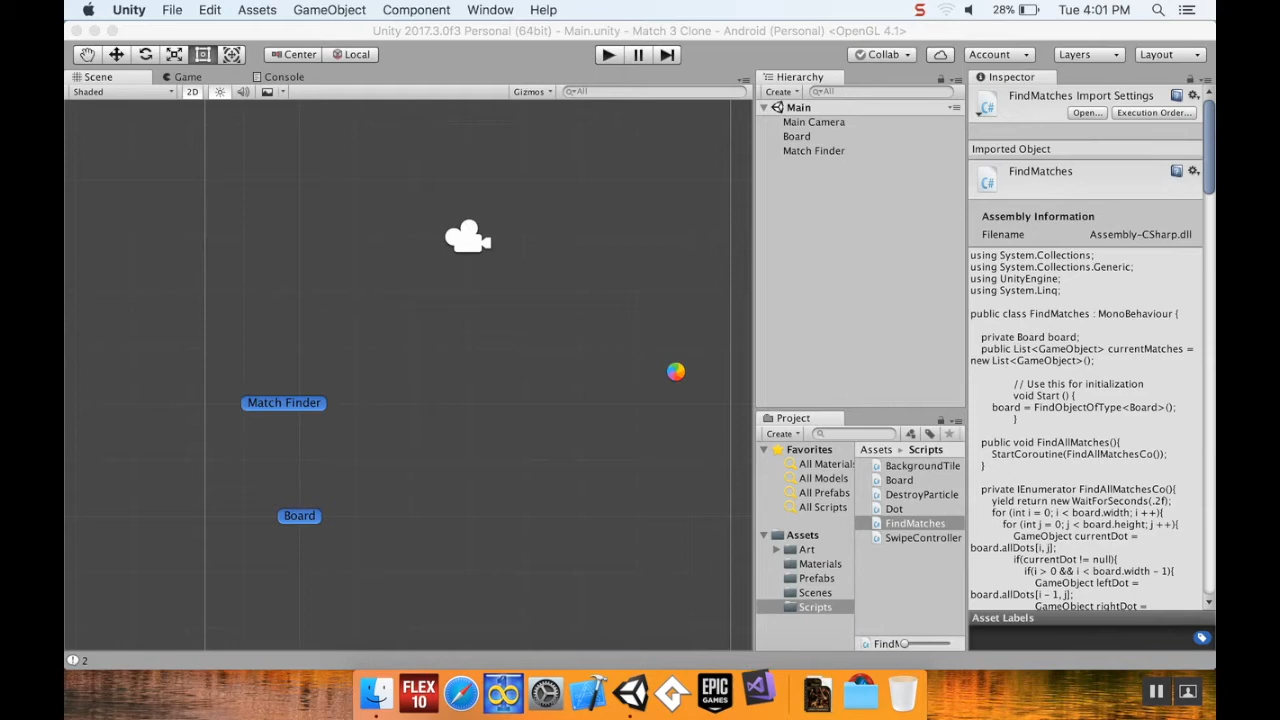 Unity File Edit Assets GameObject Component Window Help 28% Tue 4:01 PM
Unity 2017.3.0f3 Personal (64bit) - Main.unity - Match 3 Clone - Android (Personal) <OpenGL 4.1>
Center Local Collab Account Layers Layout
Scene Game Console
Shaded 2D Gizmos All
Hierarchy
Create All
Main
Main Camera
Board
Match Finder
Match Finder
Board
Project
Create
Favorites
All Materials
All Models
All Prefabs
All Scripts
Assets
Art
Materials
Prefabs
Scenes
Scripts
Assets Scripts
BackgroundTile
Board
DestroyParticle
Dot
FindMatches
SwipeController
FindM
Inspector
FindMatches Import Settings
Open... Execution Order...
Imported Object
FindMatches
Assembly Information
Filename Assembly-CSharp.dll
using System.Collections;
using System.Collections.Generic;
using UnityEngine;
using System.Linq;
public class FindMatches : MonoBehaviour {
private Board board;
public List<GameObject> currentMatches =
new List<GameObject>();
// Use this for initialization
void Start () {
board = FindObjectOfType<Board>();
}
public void FindAllMatches(){
StartCoroutine(FindAllMatchesCo());
}
private IEnumerator FindAllMatchesCo(){
yield return new WaitForSeconds(.2f);
for (int i = 0; i < board.width; i ++){
for (int j = 0; j < board.height; j ++){
GameObject currentDot =
board.allDots[i, j];
if(currentDot != null){
if(i > 0 && i < board.width - 1){
GameObject leftDot =
board.allDots[i - 1, j];
GameObject rightDot =
Asset Labels
2
FLEX
10
EPIC
GAMES